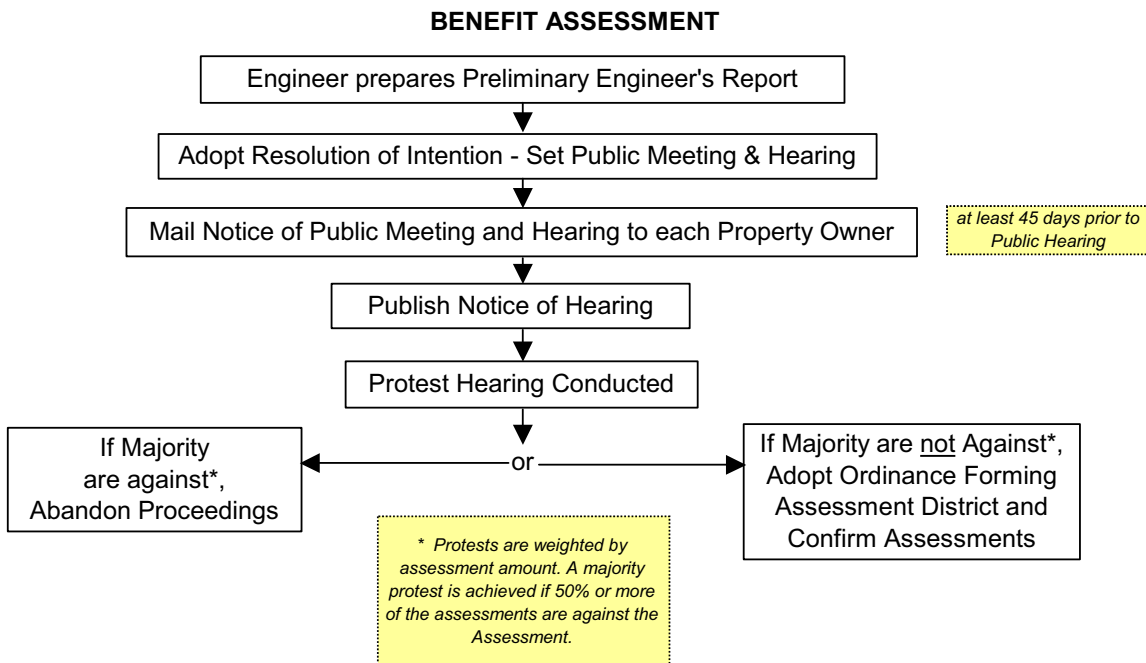 BENEFIT ASSESSMENT
Engineer prepares Preliminary Engineer's Report
Adopt Resolution of Intention - Set Public Meeting & Hearing
Mail Notice of Public Meeting and Hearing to each Property Owner
at least 45 days prior to
Public Hearing
Publish Notice of Hearing
Protest Hearing Conducted
If Majority
are against*,
Abandon Proceedings
or
If Majority are not Against*,
Adopt Ordinance Forming
Assessment District and
Confirm Assessments
* Protests are weighted by
assessment amount. A majority
protest is achieved if 50% or more
of the assessments are against the
Assessment.